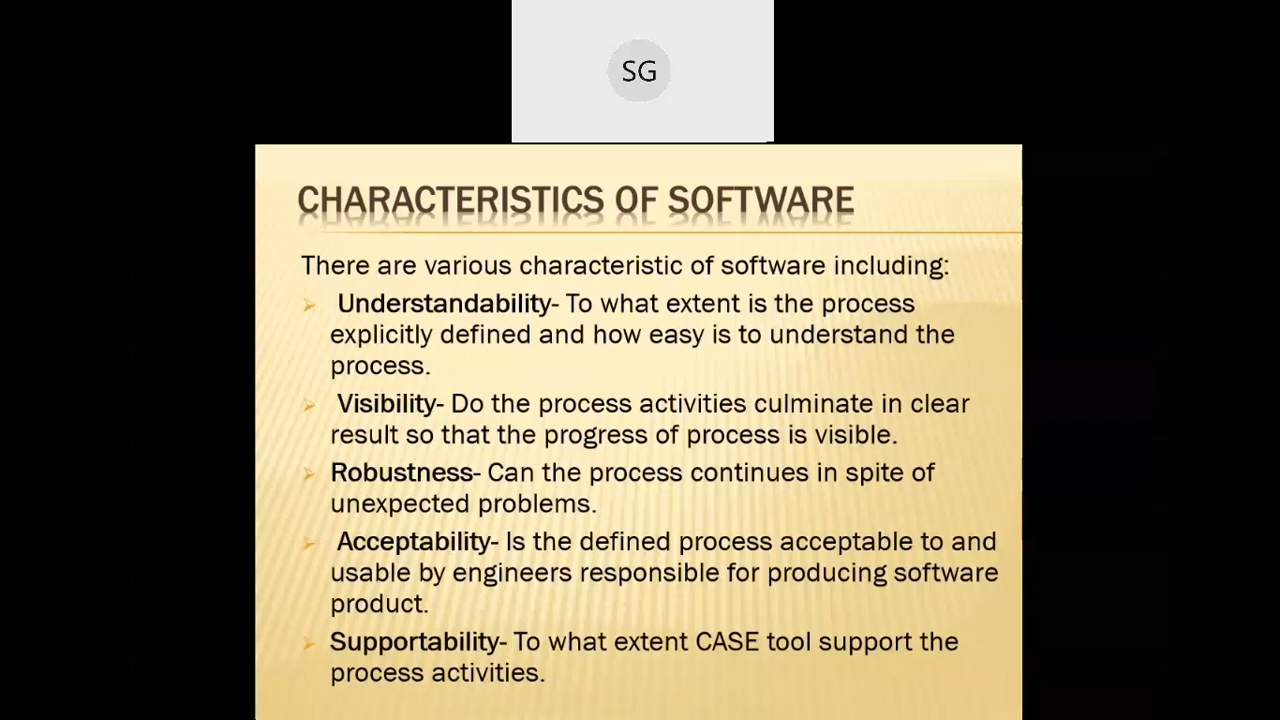 SG
CHARACTERISTICS OF SOFTWARE
There are various characteristic of software including:
Understandability- To what extent is the process
explicitly defined and how easy is to understand the
process.
Visibility- Do the process activities culminate in clear
result so that the progress of process is visible.
Robustness- Can the process continues in spite of
unexpected problems.
Acceptability- Is the defined process acceptable to and
usable by engineers responsible for producing software
product.
Supportability- To what extent CASE tool support the
process activities.